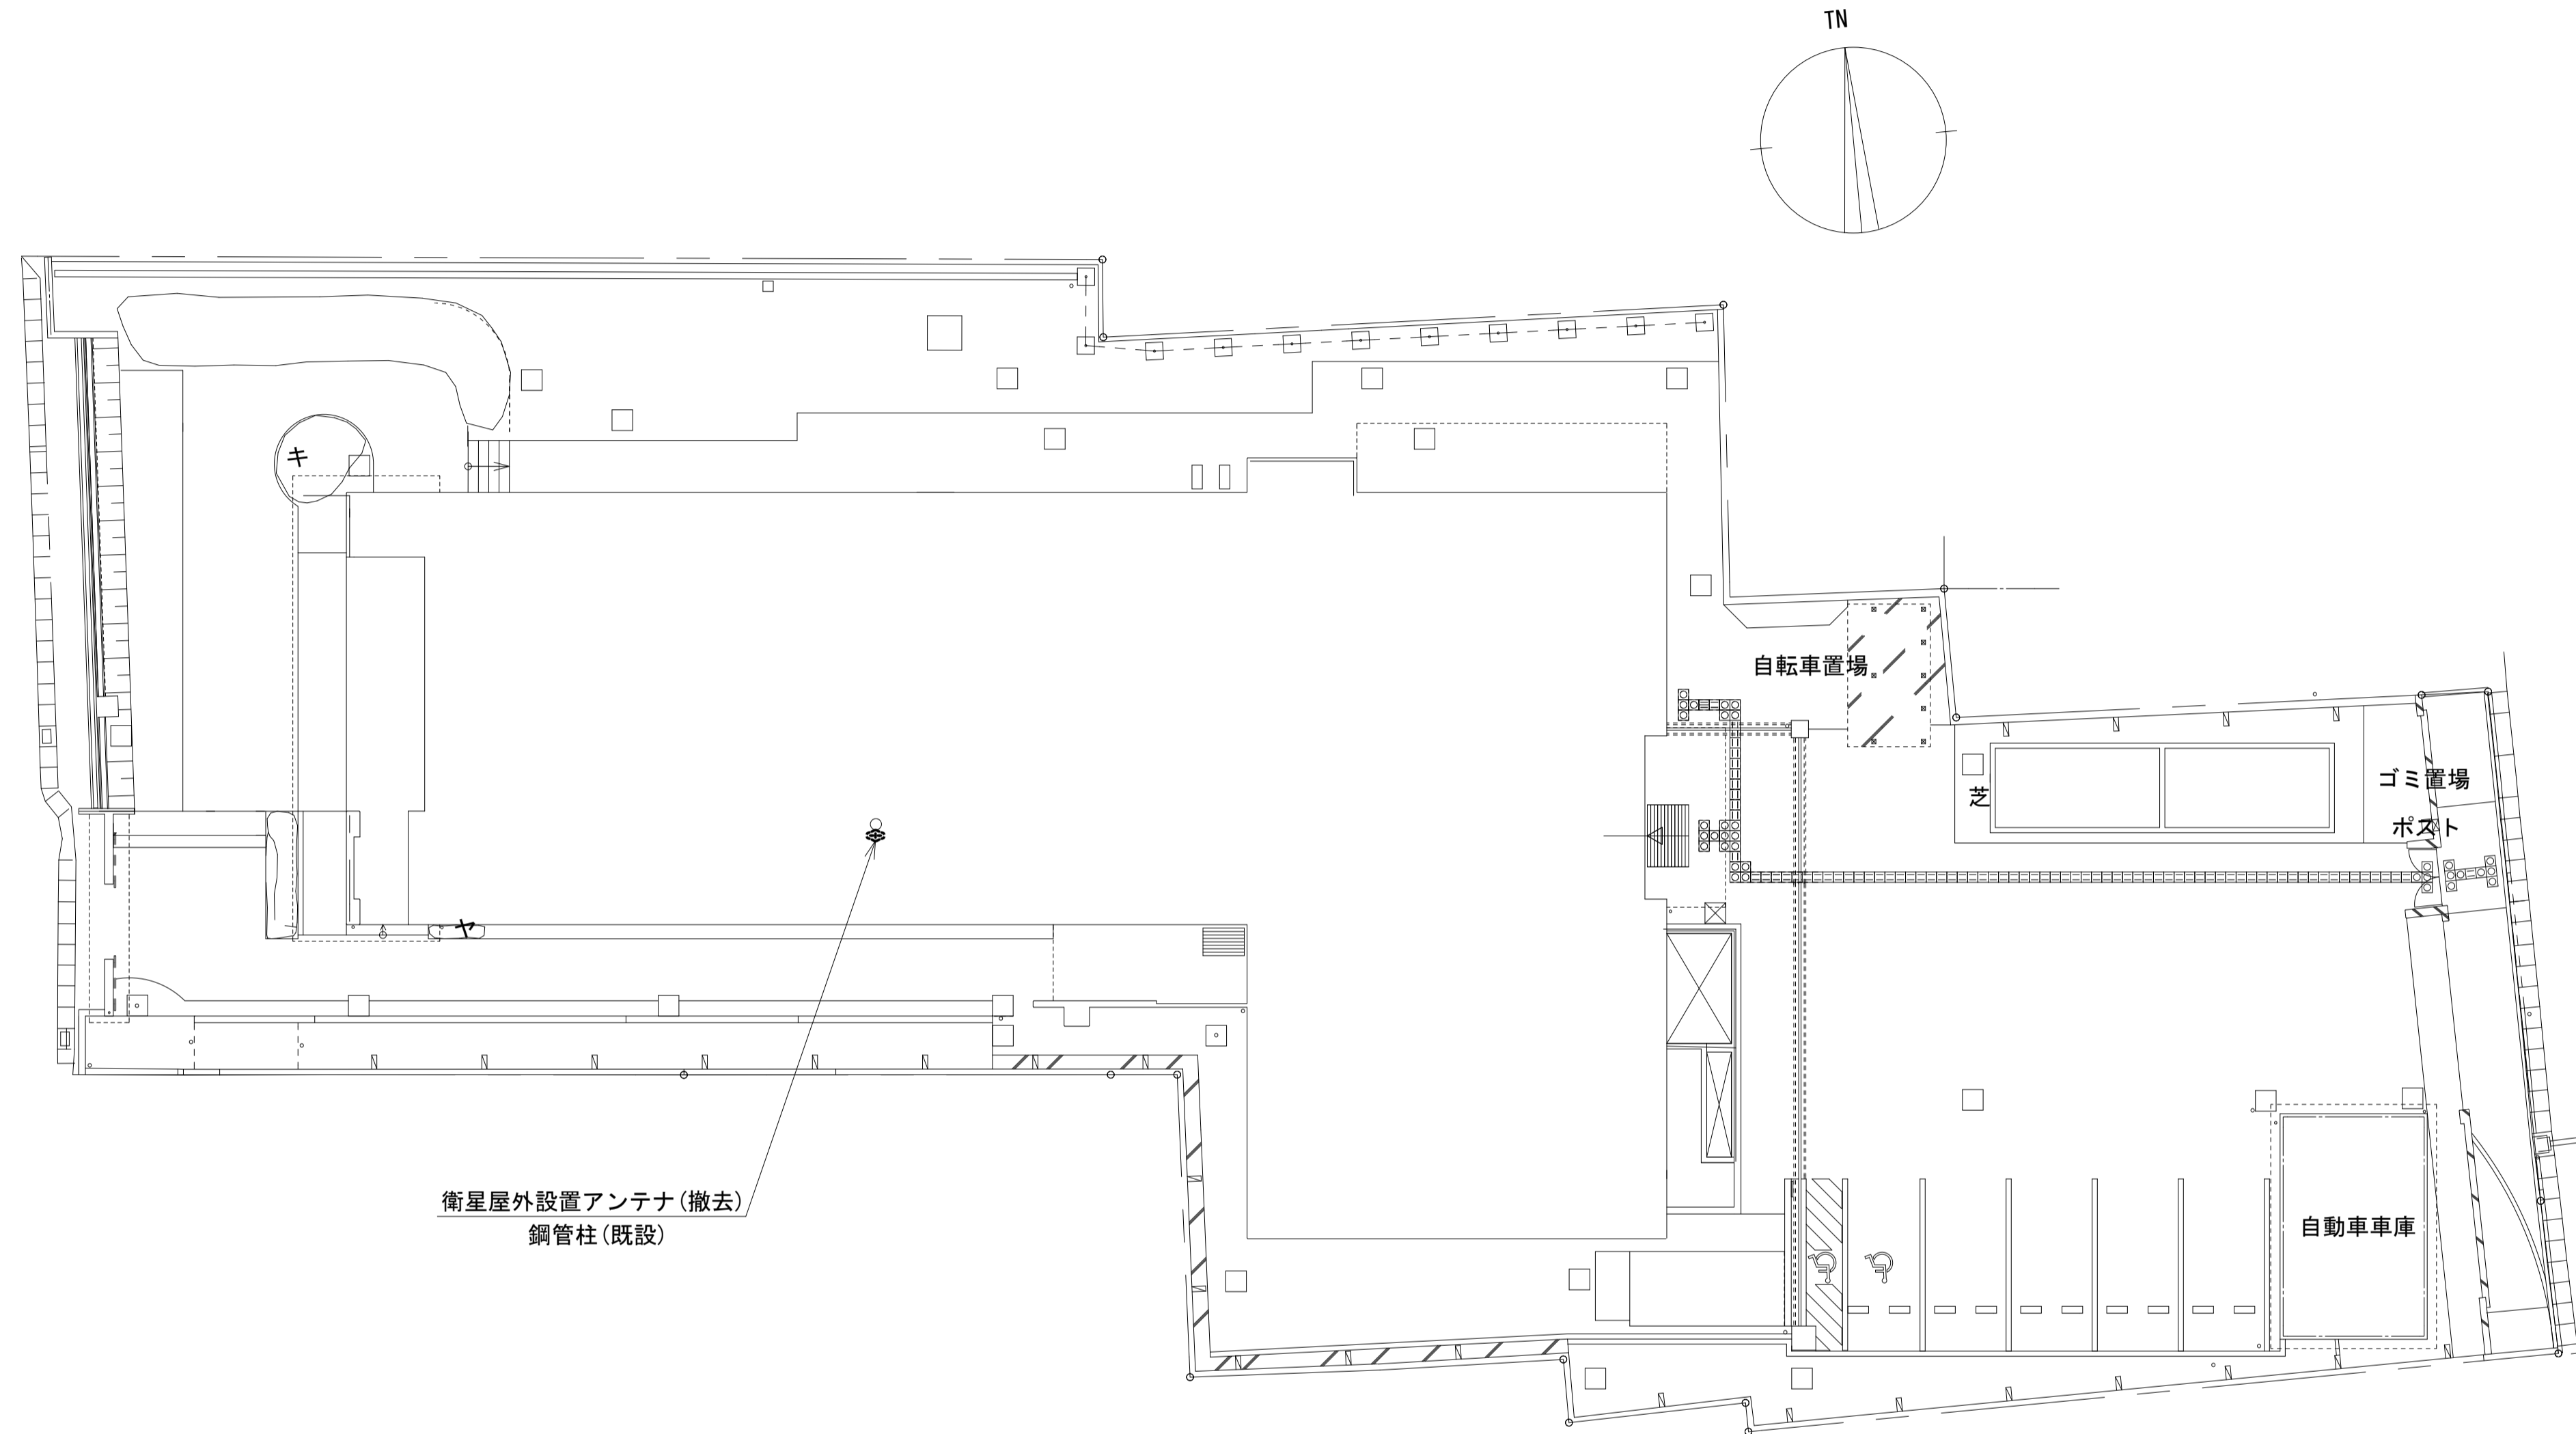 TN
キ
自転車置場
ゴミ置場
芝
ポスト
ヤ
衛星屋外設置アンテナ(撤去)
鋼管柱(既設)
自動車車庫